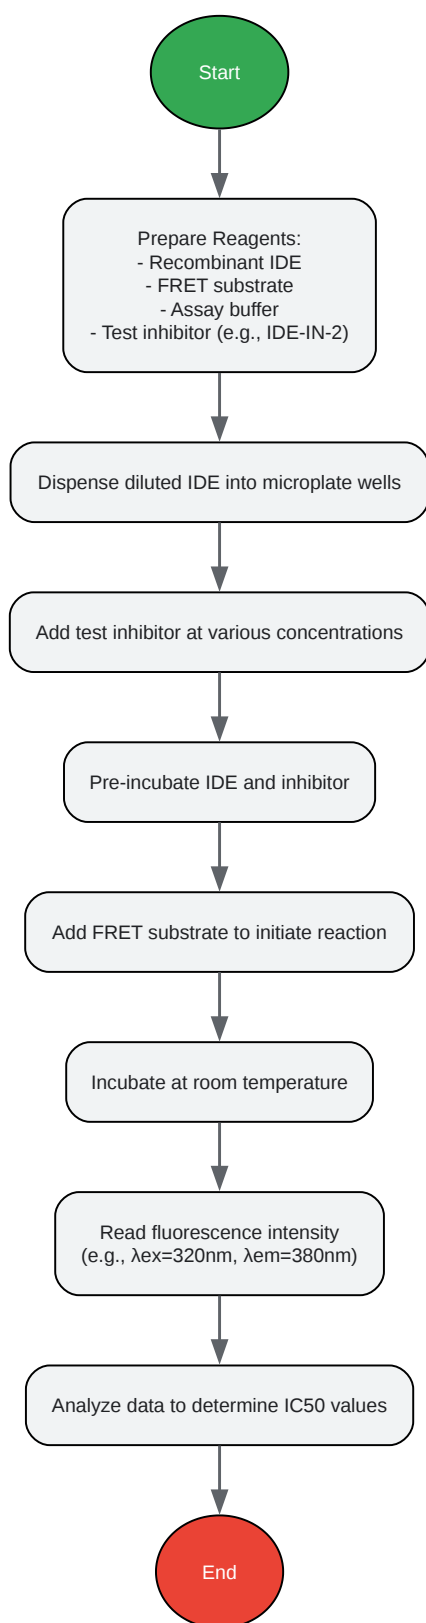 Start
Prepare Reagents:
- Recombinant IDE
- FRET substrate
- Assay buffer
- Test inhibitor (e.g., IDE-IN-2)
Dispense diluted IDE into microplate wells
Add test inhibitor at various concentrations
Pre-incubate IDE and inhibitor
Add FRET substrate to initiate reaction
Incubate at room temperature
Read fluorescence intensity
(e.g., λex=320nm, λem=380nm)
Analyze data to determine IC50 values
End